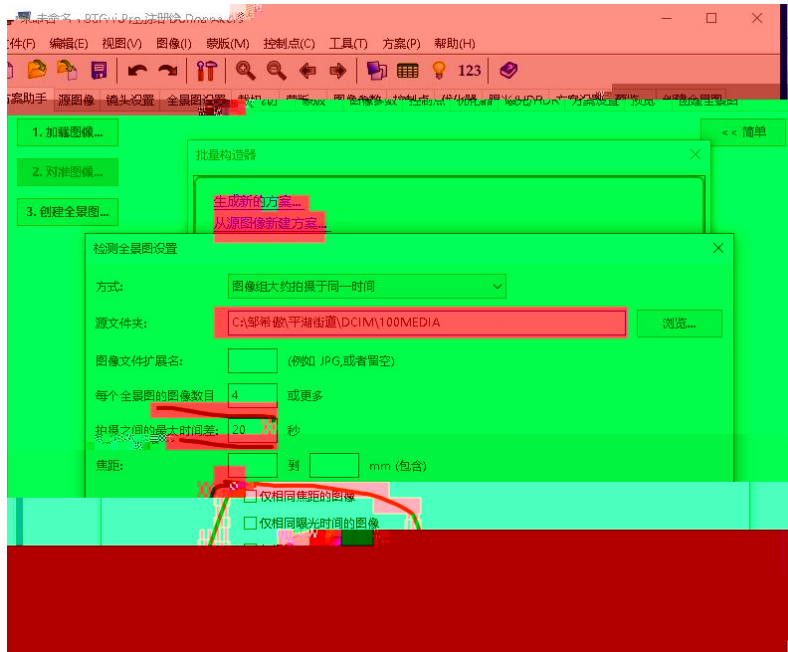 未命名 - PTGui Pro
件(F) 编辑(E) 视图(V) 图像(I) 蒙版(M) 控制点(C) 工具(T) 方案(P) 帮助(H)
123
方案助手 源图像 镜头设置 全景图设置 裁切 蒙版 图像参数 控制点 优化器 曝光/HDR 方案设置 预览 创建全景图
1. 加载图像...
<< 简单
批量构造器
2. 对准图像...
生成新的方案...
3. 创建全景图...
从源图像新建方案...
检测全景图设置
方式: 图像组大约拍摄于同一时间
源文件夹: C:\邹希傲\平湖街道\DCIM\100MEDIA 浏览...
图像文件扩展名: (例如 JPG,或者留空)
每个全景图的图像数目 4 或更多
拍摄之间的最大时间差: 20 秒
焦距: 到 mm (包含)
仅相同焦距的图像
仅相同曝光时间的图像